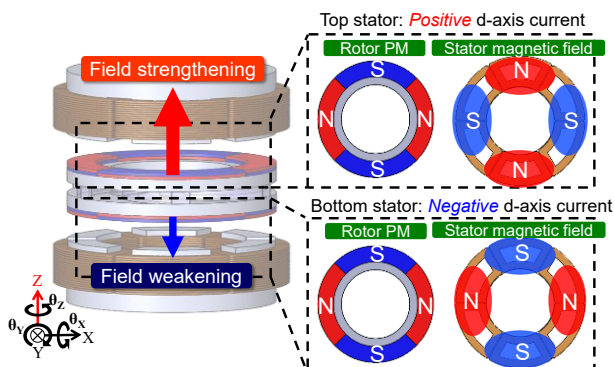 Top stator: Positive d-axis current
Rotor PM
Stator magnetic field
Field strengthening
S
N
N
S
N
S
S
N
Bottom stator: Negative d-axis current
Rotor PM
Stator magnetic field
Field weakening
S
N
N
S
S
N
N
S
Z
θZ
θY
θX
X
Y